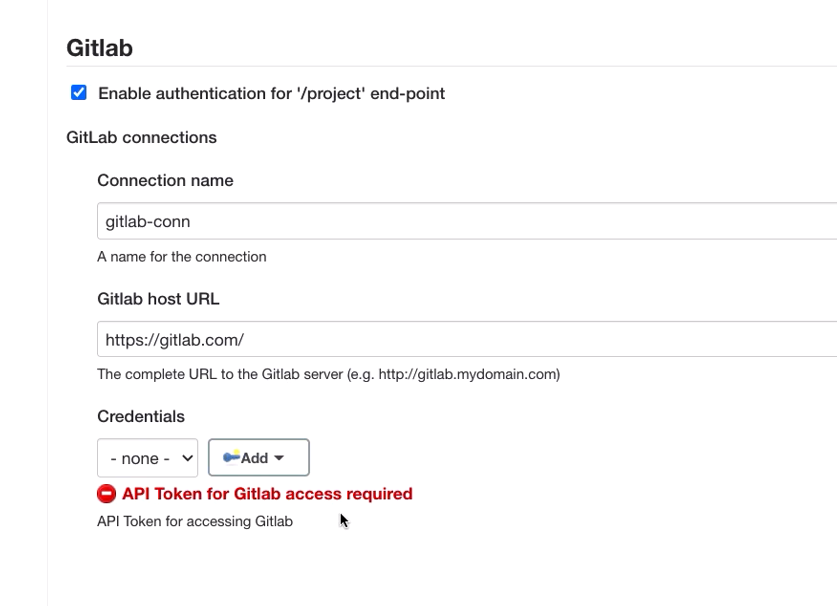 Gitlab
Enable authentication for '/project' end-point
GitLab connections
Connection name
gitlab-conn
A name for the connection
Gitlab host URL
https://gitlab.com/
The complete URL to the Gitlab server (e.g. http://gitlab.mydomain.com)
Credentials
- none - Add
API Token for Gitlab access required
API Token for accessing Gitlab